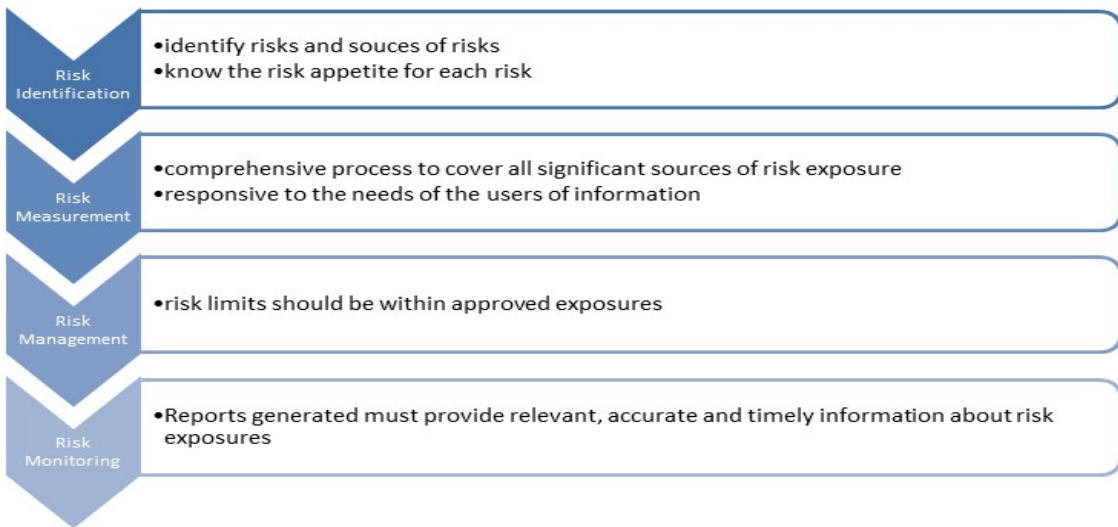 Risk
Identification
•identify risks and souces of risks
•know the risk appetite for each risk
Risk
Measurement
•comprehensive process to cover all significant sources of risk exposure
•responsive to the needs of the users of information
Risk
Management
•risk limits should be within approved exposures
Risk
Monitoring
•Reports generated must provide relevant, accurate and timely information about risk
exposures